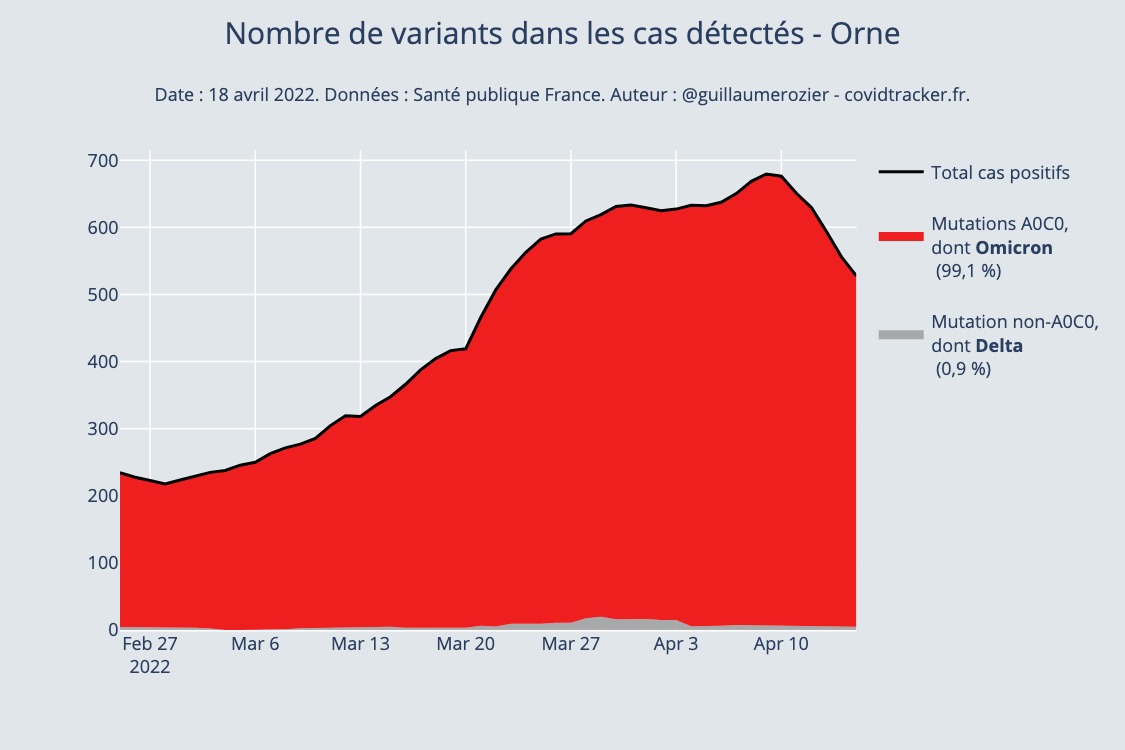 Nombre de variants dans les cas détectés - Orne
Date : 18 avril 2022. Données : Santé publique France. Auteur : @guillaumerozier - covidtracker.fr.
700
600
500
400
300
200
100
0
Feb 27
2022
Mar 6
Mar 13
Mar 20
Mar 27
Apr 3
Apr 10
Total cas positifs
Mutations A0C0,
dont Omicron
(99,1 %)
Mutation non-A0C0,
dont Delta
(0,9 %)